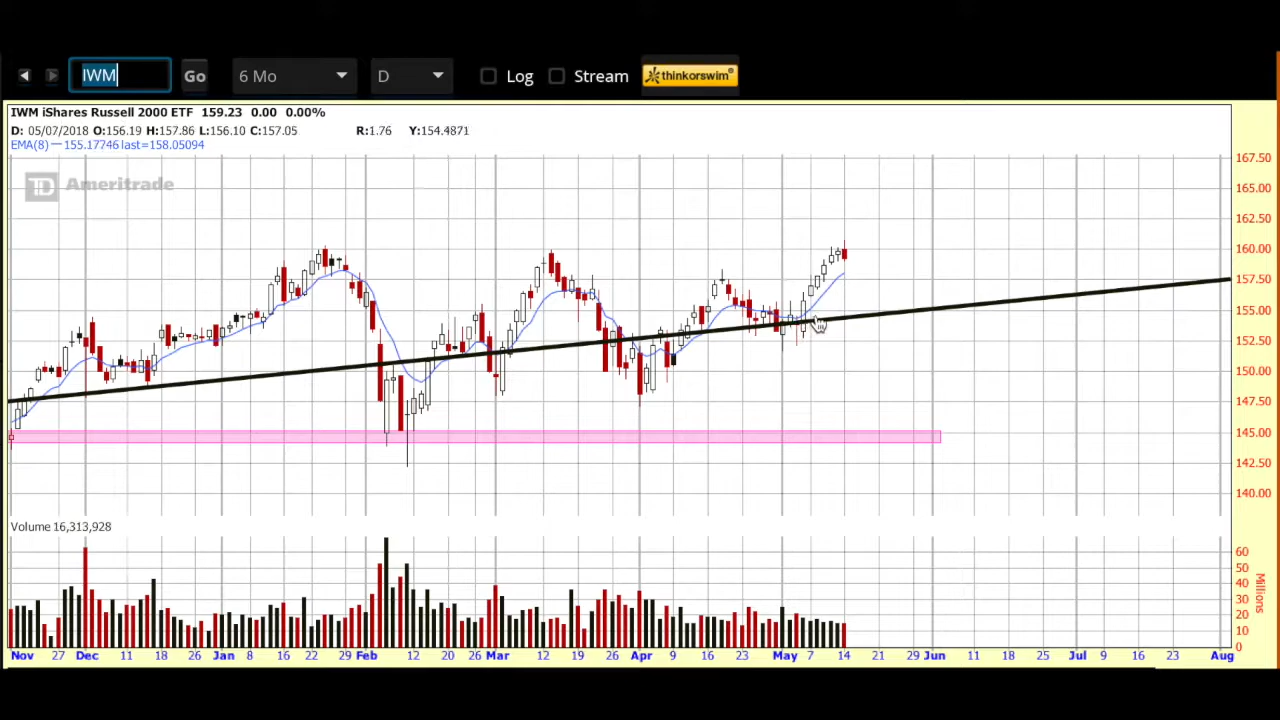 IWM Go 6 Mo D Log Stream thinkorswim®
IWM iShares Russell 2000 ETF 159.23 0.00 0.00%
D: 05/07/2018 O:156.19 H:157.86 L:156.10 C:157.05 R:1.76 Y:154.4871
EMA(8) — 155.17746 last=158.05094
TD Ameritrade
167.50
165.00
162.50
160.00
157.50
155.00
152.50
150.00
147.50
145.00
142.50
140.00
Volume 16,313,928
60
50
40
30
20
10
0
Millions
Nov 27 Dec 11 18 26 Jan 8 16 22 29 Feb 12 20 26 Mar 12 19 26 Apr 9 16 23 May 7 14 21 29 Jun 11 18 25 Jul 9 16 23 Aug